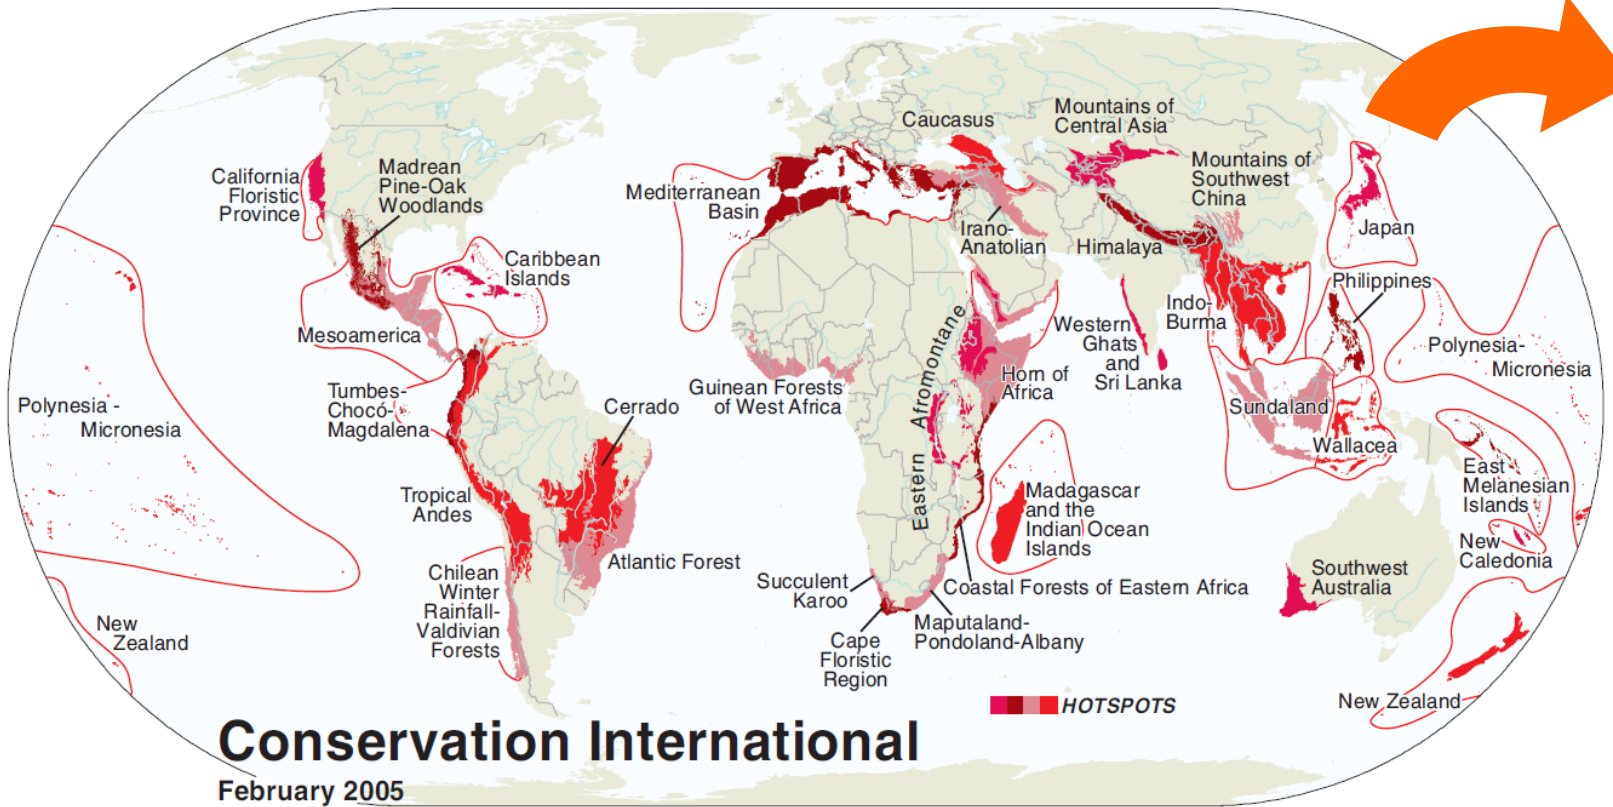 Caucasus
Mountains of
Central Asia
California
Floristic
Province
Madrean
Pine-Oak
Woodlands
Mediterranean
Basin
Mountains of
Southwest
China
Japan
Irano-
Anatolian
Himalaya
Caribbean
Islands
Philippines
Mesoamerica
Indo-
Burma
Western
Ghats
and
Sri Lanka
Polynesia-
Micronesia
Guinean Forests
of West Africa
Eastern Afromontane
Horn of
Africa
Tumbes-
Chocó-
Magdalena
Cerrado
Polynesia -
Micronesia
Sundaland
Wallacea
East
Melanesian
Islands
Tropical
Andes
Madagascar
and the
Indian Ocean
Islands
New
Caledonia
Atlantic Forest
Chilean
Winter
Rainfall-
Valdivian
Forests
Succulent
Karoo
Coastal Forests of Eastern Africa
Southwest
Australia
New
Zealand
Cape
Floristic
Region
Maputaland-
Pondoland-Albany
New Zealand
HOTSPOTS
Conservation International
February 2005